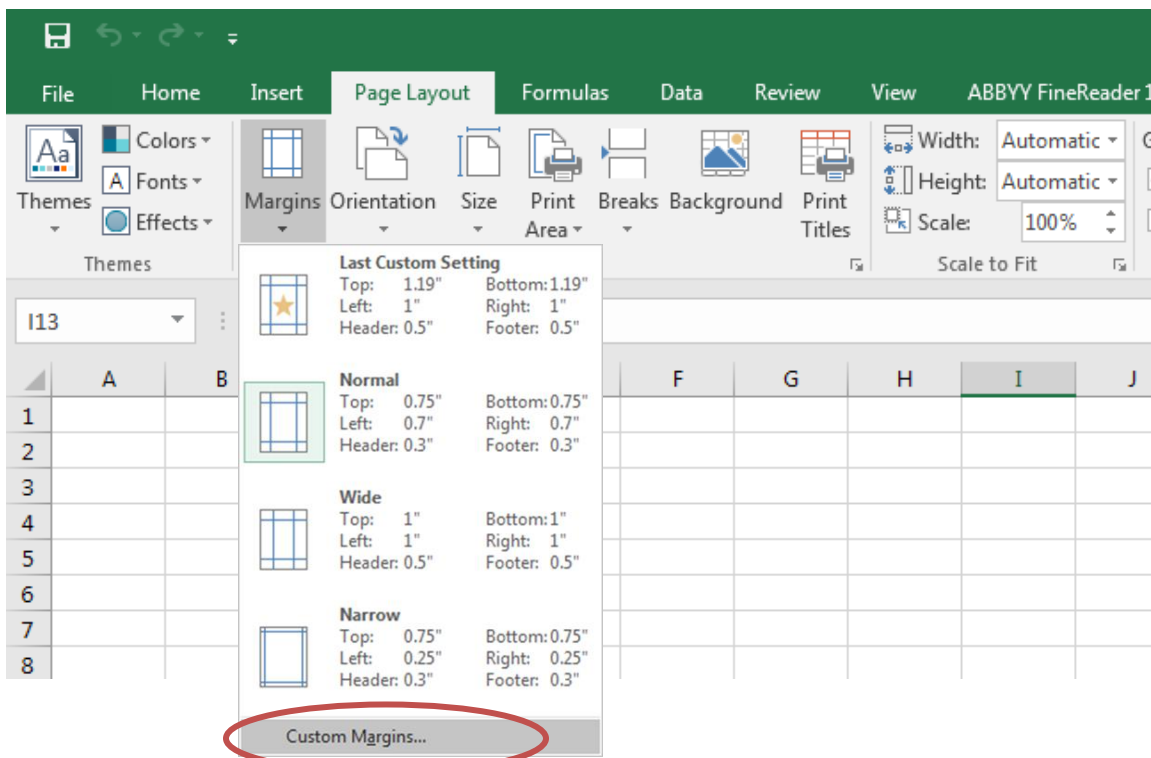 File Home Insert Page Layout Formulas Data Review View ABBYY FineReader 1
Aa Colors Width: Automatic G
A Fonts Height: Automatic
Themes Margins Orientation Size Print Breaks Background Print
Effects Area Titles Scale: 100%
Themes Scale to Fit
Last Custom Setting
Top: 1.19" Bottom: 1.19"
Left: 1" Right: 1"
Header: 0.5" Footer: 0.5"
I13
Normal
Top: 0.75" Bottom: 0.75"
Left: 0.7" Right: 0.7"
Header: 0.3" Footer: 0.3"
A B F G H I J
1
2
3
4
5
6
7
8
Wide
Top: 1" Bottom: 1"
Left: 1" Right: 1"
Header: 0.5" Footer: 0.5"
Narrow
Top: 0.75" Bottom: 0.75"
Left: 0.25" Right: 0.25"
Header: 0.3" Footer: 0.3"
Custom Margins...